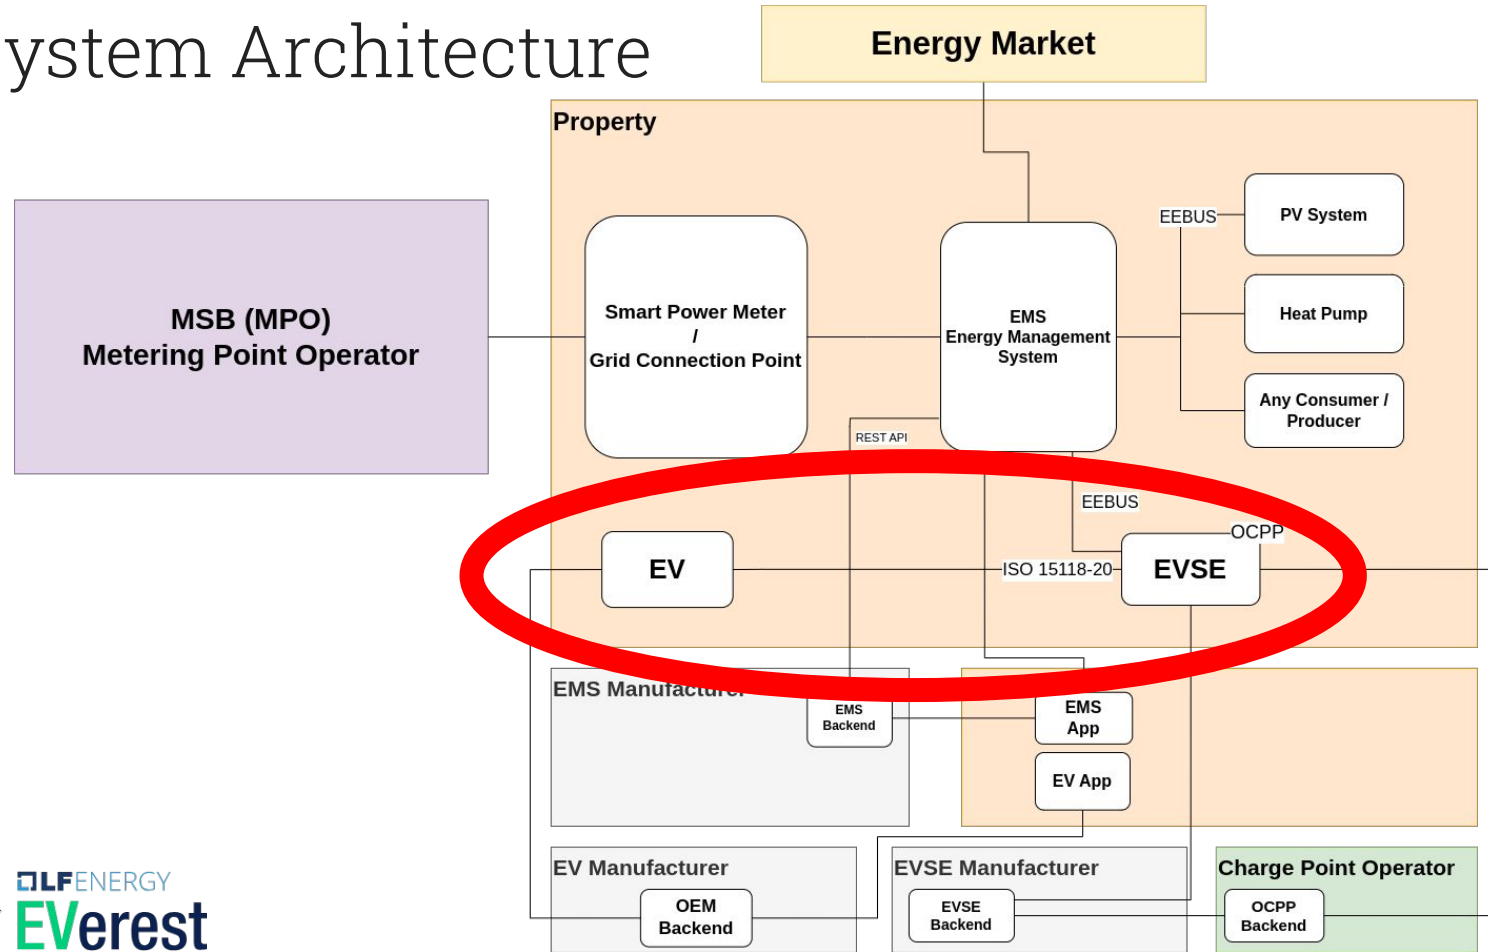 ystem Architecture
Energy Market
Property
MSB (MPO)
Metering Point Operator
Smart Power Meter
/
Grid Connection Point
EMS
Energy Management
System
EEBUS
PV System
Heat Pump
Any Consumer /
Producer
REST API
EEBUS
OCPP
EV
ISO 15118-20
EVSE
EMS Manufacturer
EMS
Backend
EMS
App
EV App
EV Manufacturer
OEM
Backend
EVSE Manufacturer
EVSE
Backend
Charge Point Operator
OCPP
Backend
LFENERGY
EVerest